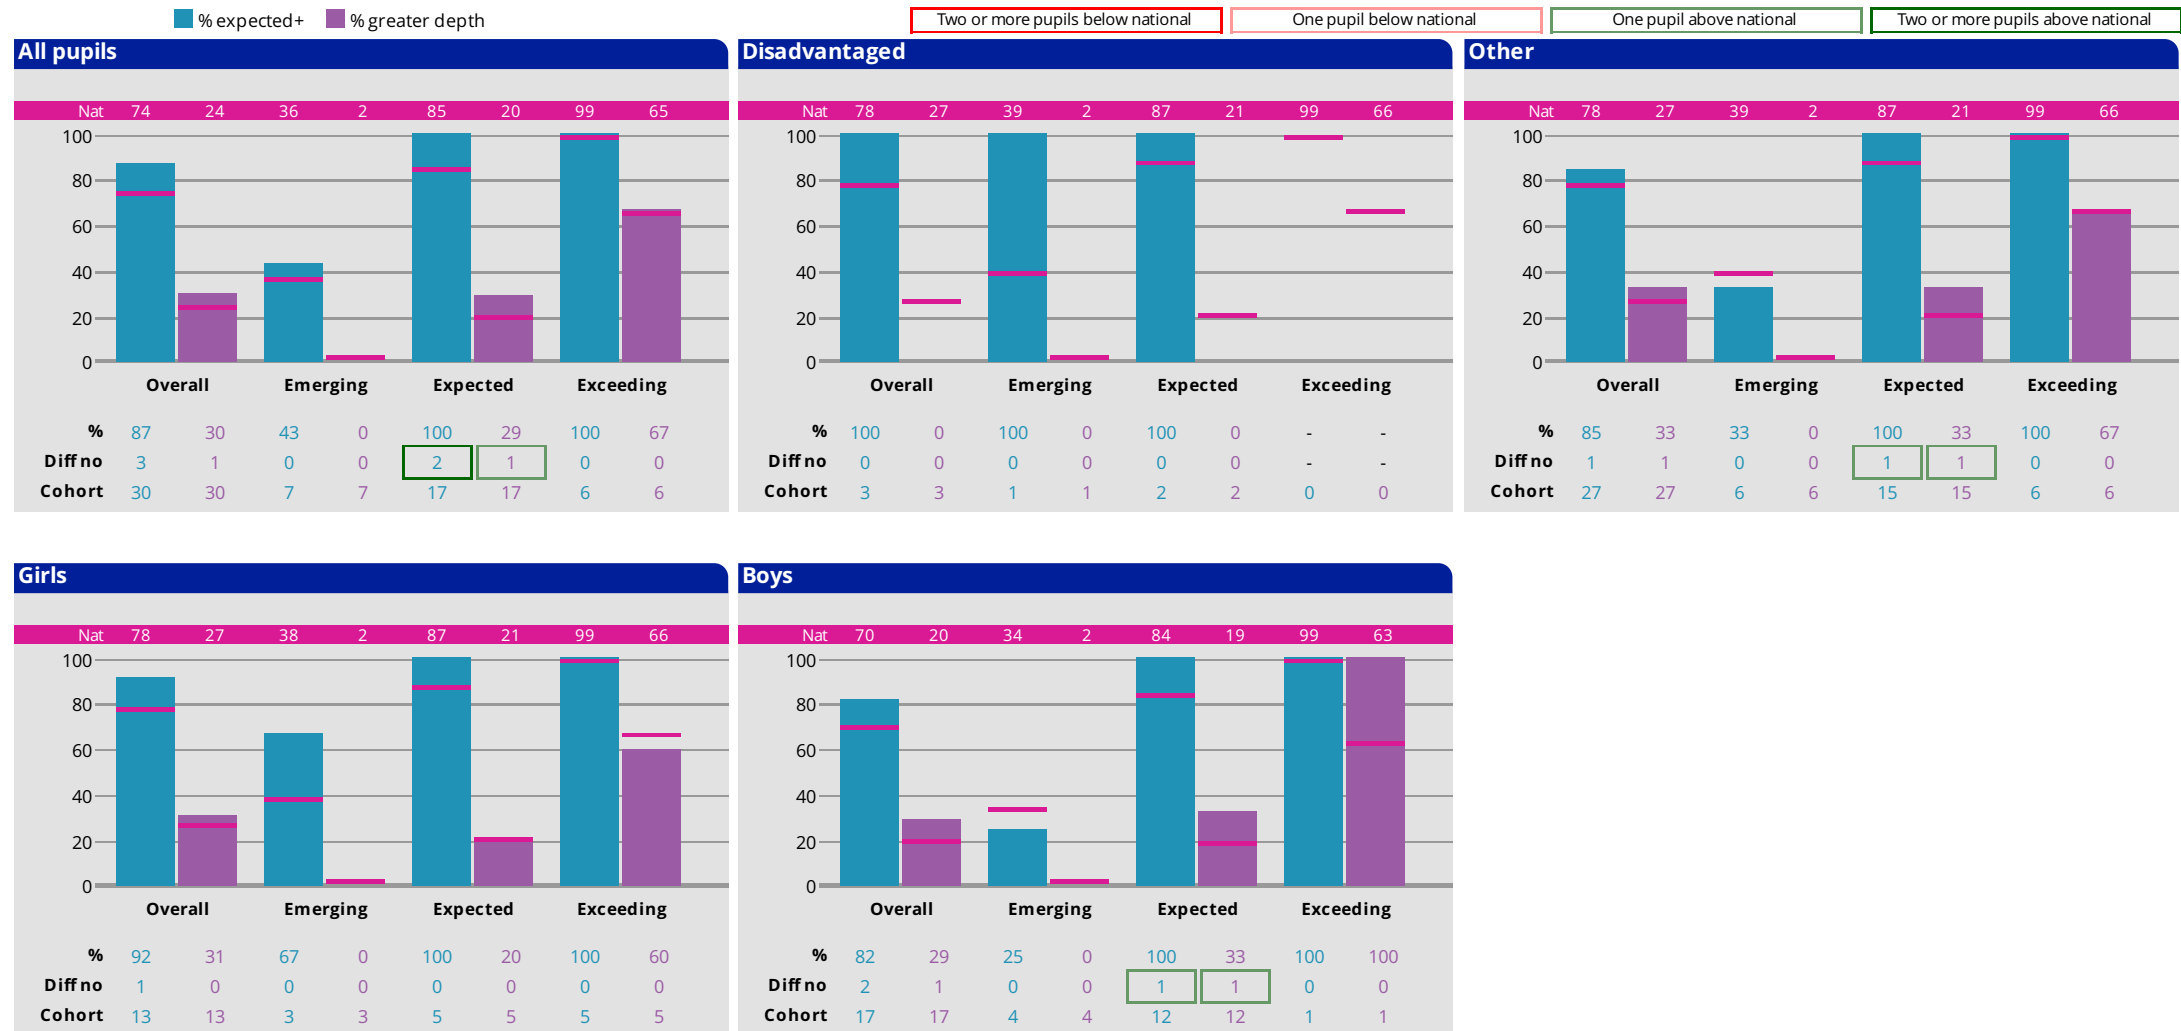 % expected+ % greater depth
Two or more pupils below national One pupil below national One pupil above national Two or more pupils above national
All pupils
Nat 74 24 36 2 85 20 99 65
100
80
60
40
20
0
Overall Emerging Expected Exceeding
% 87 30 43 0 100 29 100 67
Diff no 3 1 0 0 2 1 0 0
Cohort 30 30 7 7 17 17 6 6
Disadvantaged
Nat 78 27 39 2 87 21 99 66
100
80
60
40
20
0
Overall Emerging Expected Exceeding
% 100 0 100 0 100 0 - -
Diff no 0 0 0 0 0 0 - -
Cohort 3 3 1 1 2 2 0 0
Other
Nat 78 27 39 2 87 21 99 66
100
80
60
40
20
0
Overall Emerging Expected Exceeding
% 85 33 33 0 100 33 100 67
Diff no 1 1 0 0 1 1 0 0
Cohort 27 27 6 6 15 15 6 6
Girls
Nat 78 27 38 2 87 21 99 66
100
80
60
40
20
0
Overall Emerging Expected Exceeding
% 92 31 67 0 100 20 100 60
Diff no 1 0 0 0 0 0 0 0
Cohort 13 13 3 3 5 5 5 5
Boys
Nat 70 20 34 2 84 19 99 63
100
80
60
40
20
0
Overall Emerging Expected Exceeding
% 82 29 25 0 100 33 100 100
Diff no 2 1 0 0 1 1 0 0
Cohort 17 17 4 4 12 12 1 1